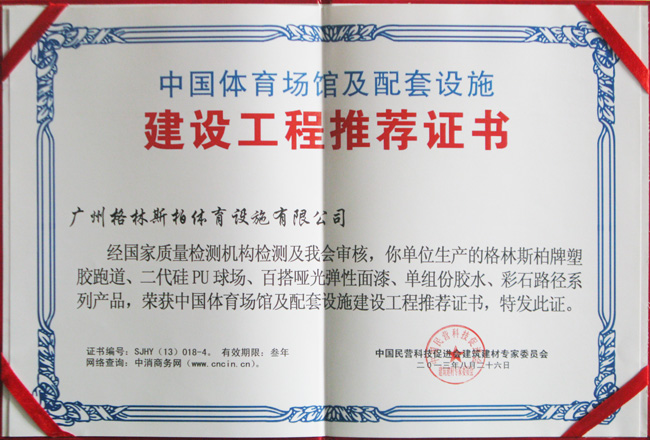 中国体育场馆及配套设施
建设工程推荐证书
广州格林斯柏体育设施有限公司
经国家质量检测机构检测及我会审核，你单位生产的格林斯柏牌塑
胶跑道、二代硅PU球场、百搭哑光弹性面漆、单组份胶水、彩石路径系
列产品，荣获中国体育场馆及配套设施建设工程推荐证书，特发此证。
证书编号：SJHY（13）018-4。 有效期限：叁年
网络查询：中消商务网（www.cncin.cn）。
中国民营科技促进会建筑建材专家委员会
二〇一三年八月二十六日